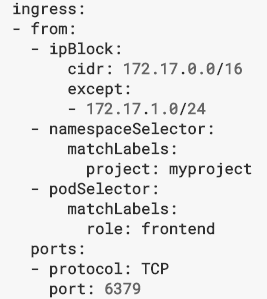 ingress:
- from:
  - ipBlock:
      cidr: 172.17.0.0/16
      except:
      - 172.17.1.0/24
  - namespaceSelector:
      matchLabels:
        project: myproject
  - podSelector:
      matchLabels:
        role: frontend
  ports:
  - protocol: TCP
    port: 6379